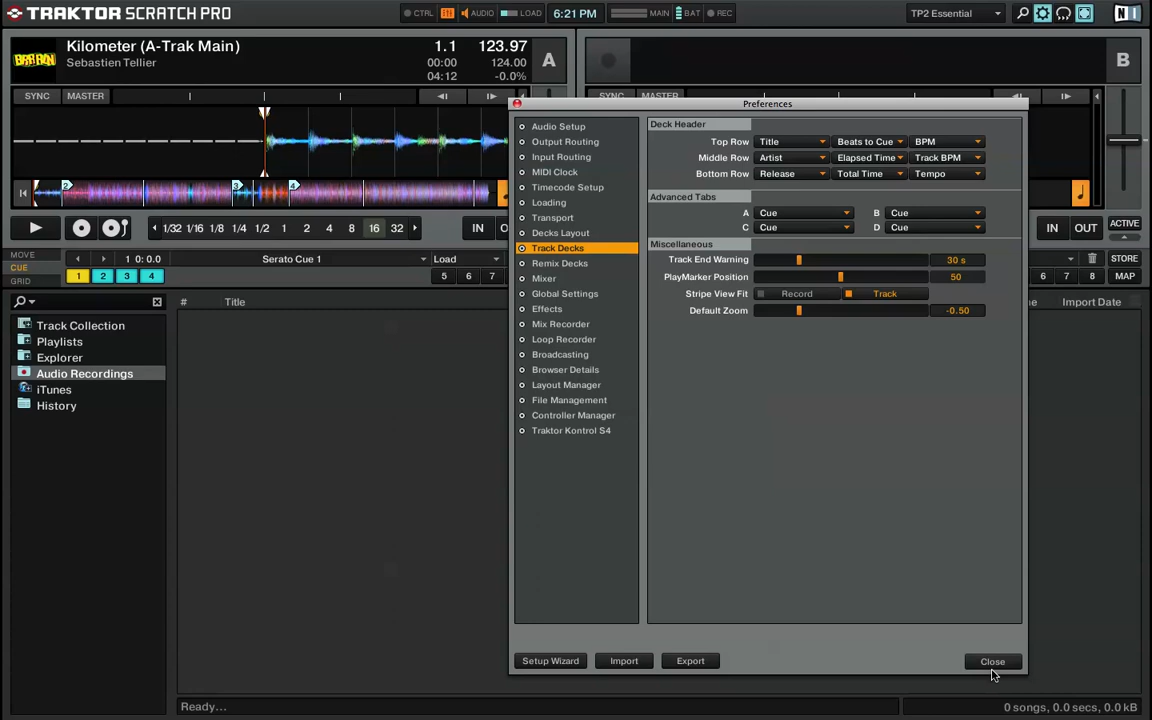 TRAKTOR SCRATCH PRO
CTRL
AUDIO
LOAD
6:21 PM
MAIN
BAT
REC
TP2 Essential
Kilometer (A-Trak Main)
Sebastien Tellier
1.1
00:00
04:12
123.97
124.00
-0.0%
A
B
SYNC
MASTER
SYNC
MASTER
2
3
4
1/32
1/16
1/8
1/4
1/2
1
2
4
8
16
32
IN
IN
OUT
ACTIVE
MOVE
CUE
GRID
1 0: 0.0
Serato Cue 1
Load
STORE
1
2
3
4
5
6
7
6
7
8
MAP
Preferences
Audio Setup
Output Routing
Input Routing
MIDI Clock
Timecode Setup
Loading
Transport
Decks Layout
Track Decks
Remix Decks
Mixer
Global Settings
Effects
Mix Recorder
Loop Recorder
Broadcasting
Browser Details
Layout Manager
File Management
Controller Manager
Traktor Kontrol S4
Deck Header
Top Row
Title
Beats to Cue
BPM
Middle Row
Artist
Elapsed Time
Track BPM
Bottom Row
Release
Total Time
Tempo
Advanced Tabs
A
Cue
B
Cue
C
Cue
D
Cue
Miscellaneous
Track End Warning
30 s
PlayMarker Position
50
Stripe View Fit
Record
Track
Default Zoom
-0.50
Setup Wizard
Import
Export
Close
#
Title
Import Date
Track Collection
Playlists
Explorer
Audio Recordings
iTunes
History
Ready...
0 songs, 0.0 secs, 0.0 kB